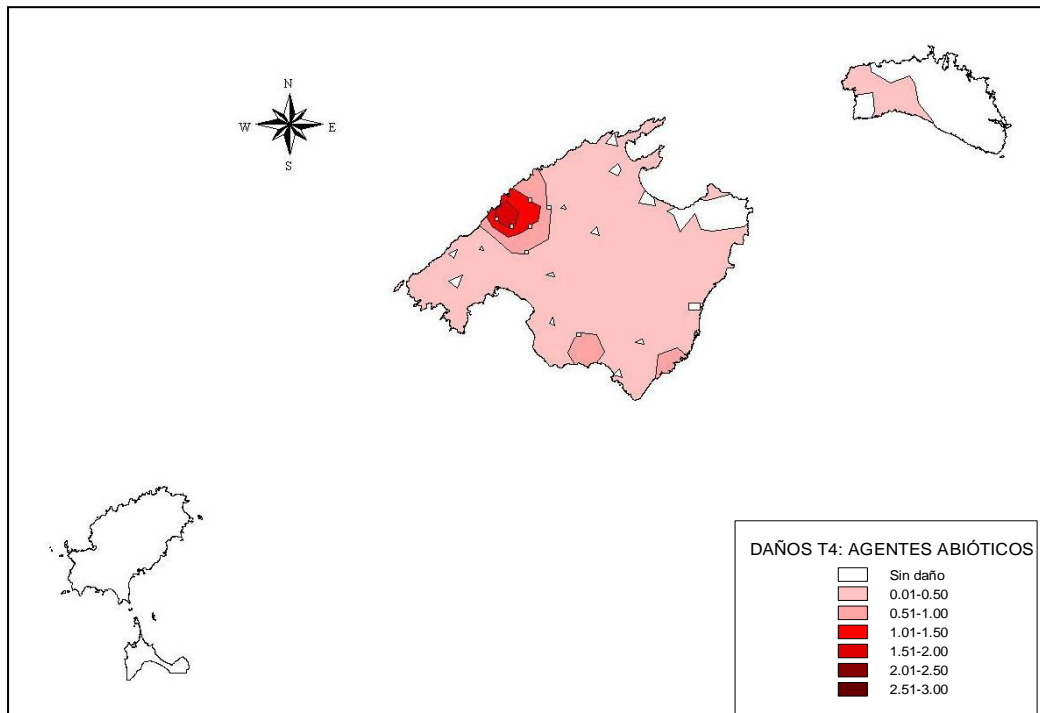 N
W E
S
DAÑOS T4: AGENTES ABIÓTICOS
Sin daño
0.01-0.50
0.51-1.00
1.01-1.50
1.51-2.00
2.01-2.50
2.51-3.00